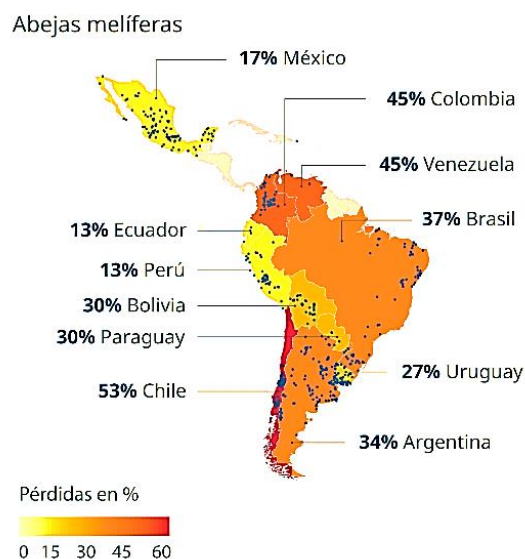 Abejas melíferas
17% México
45% Colombia
45% Venezuela
37% Brasil
13% Ecuador
13% Perú
30% Bolivia
30% Paraguay
27% Uruguay
53% Chile
34% Argentina
Pérdidas en %
0 15 30 45 60